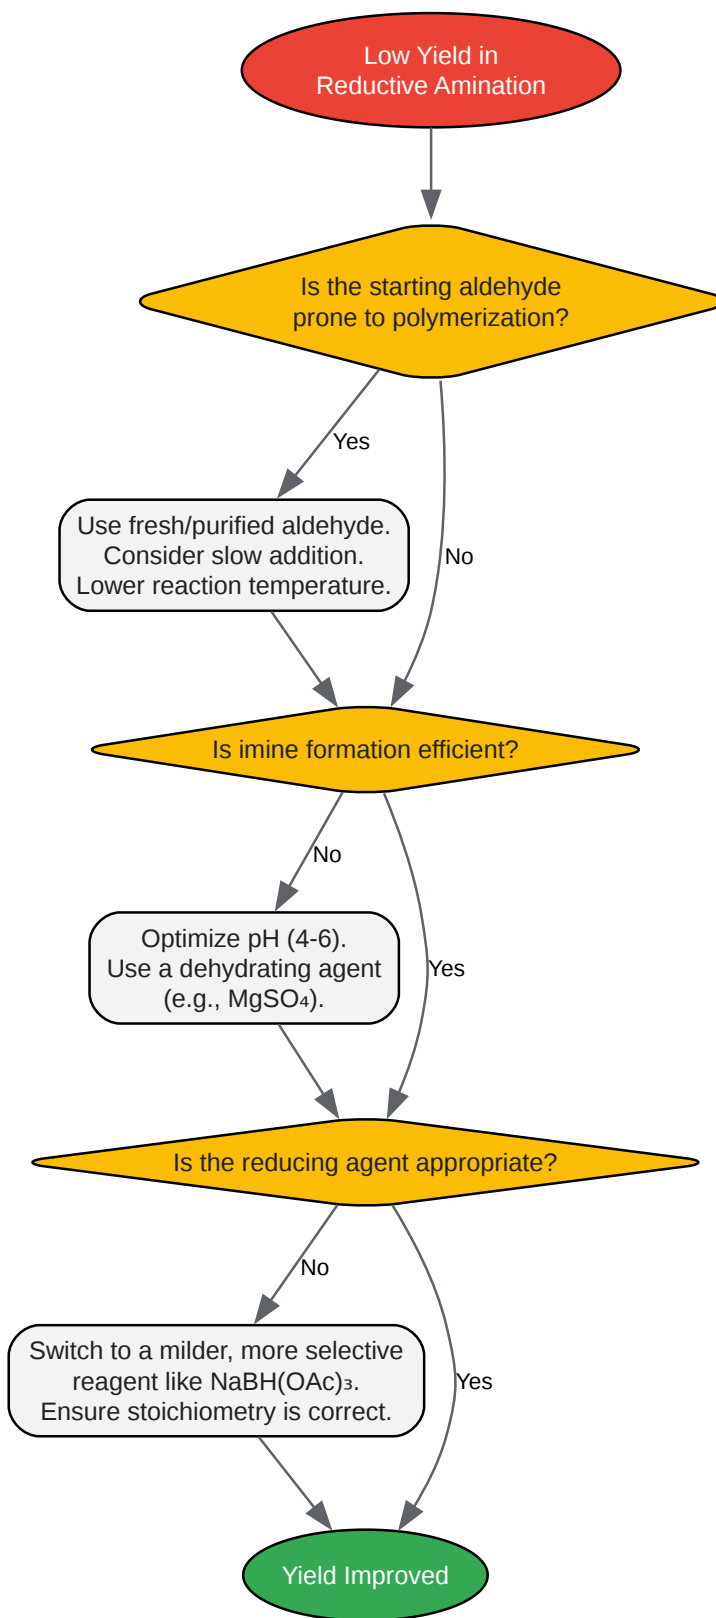 Low Yield in
Reductive Amination
Is the starting aldehyde
prone to polymerization?
Yes
Use fresh/purified aldehyde.
Consider slow addition.
Lower reaction temperature.
No
Is imine formation efficient?
No
Optimize pH (4-6).
Use a dehydrating agent
(e.g., MgSO₄).
Yes
Is the reducing agent appropriate?
No
Switch to a milder, more selective
reagent like NaBH(OAc)₃.
Ensure stoichiometry is correct.
Yes
Yield Improved